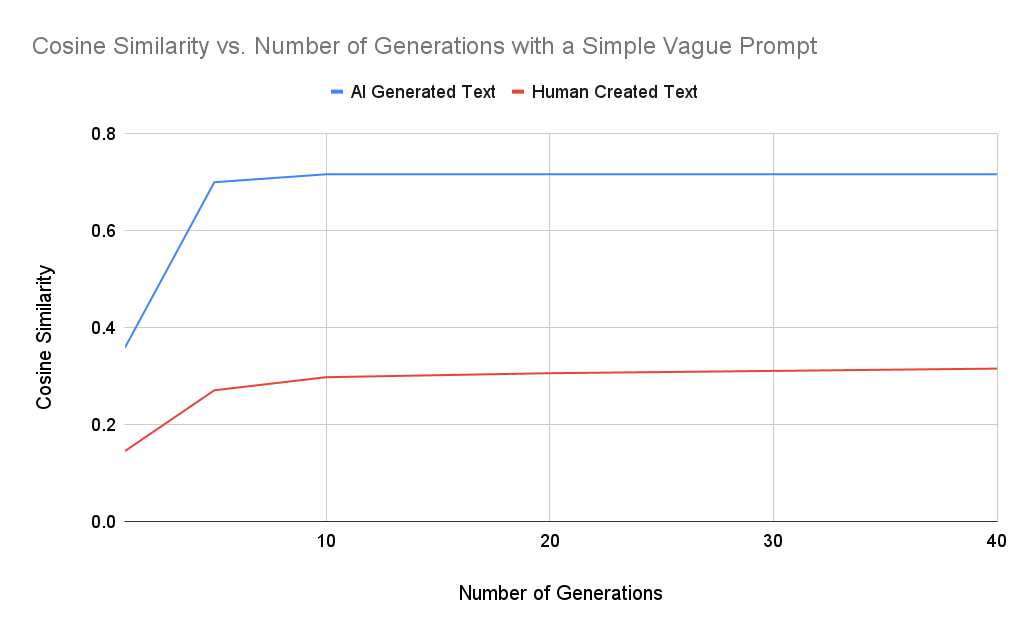 Cosine Similarity vs. Number of Generations with a Simple Vague Prompt
AI Generated Text Human Created Text
0.8
0.6
0.4
0.2
0.0
Cosine Similarity
10 20 30 40
Number of Generations